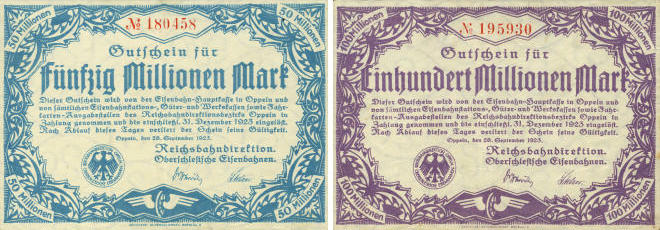 50 Millionen
50 Millionen
№ 180458
Gutschein für
Fünfzig Millionen Mark
Dieser Gutschein wird von der Eisenbahn-Hauptkasse in Oppeln und
von sämtlichen Eisenbahnstations-, Güter- und Werkskassen sowie Fahr-
karten-Ausgabestellen des Reichsbahndirektionsbezirks Oppeln in
Zahlung genommen und bis einschließl. 31. Dezember 1923 eingelöst.
Nach Ablauf dieses Tages verliert der Schein seine Gültigkeit.
Oppeln, den 28. September 1923.
Reichsbahndirektion.
Oberschlesische Eisenbahnen.
50 Millionen
50 Millionen
100 Millionen
100 Millionen
№ 195930
Gutschein für
Einhundert Millionen Mark
Dieser Gutschein wird von der Eisenbahn-Hauptkasse in Oppeln und
von sämtlichen Eisenbahnstations-, Güter- und Werkskassen sowie Fahr-
karten-Ausgabestellen des Reichsbahndirektionsbezirks Oppeln in
Zahlung genommen und bis einschließl. 31. Dezember 1923 eingelöst.
Nach Ablauf dieses Tages verliert der Schein seine Gültigkeit.
Oppeln, den 28. September 1923.
Reichsbahndirektion.
Oberschlesische Eisenbahnen.
100 Millionen
100 Millionen